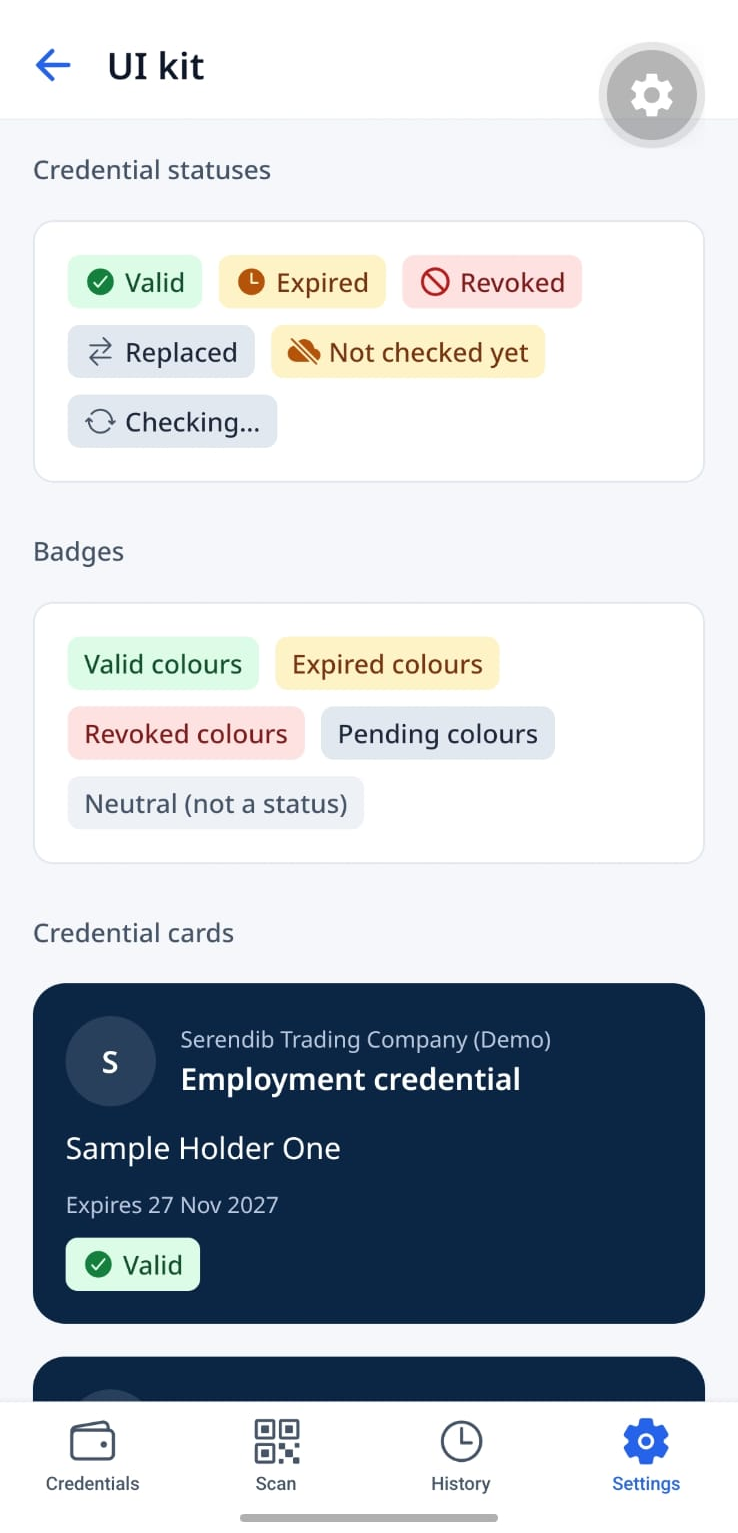 UI kit
Credential statuses
Valid
Expired
Revoked
Replaced
Not checked yet
Checking...
Badges
Valid colours
Expired colours
Revoked colours
Pending colours
Neutral (not a status)
Credential cards
S
Serendib Trading Company (Demo)
Employment credential
Sample Holder One
Expires 27 Nov 2027
Valid
Credentials
Scan
History
Settings